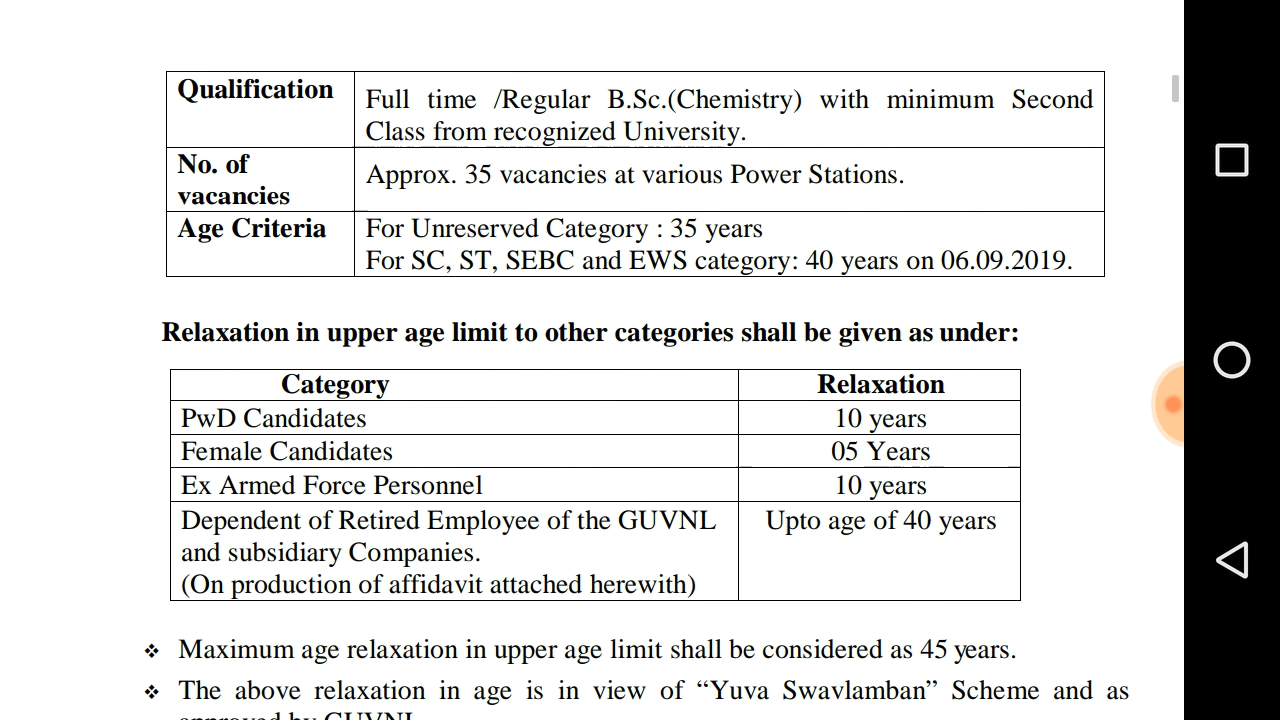 Qualification
Full time /Regular B.Sc.(Chemistry) with minimum Second
Class from recognized University.
No. of
vacancies
Approx. 35 vacancies at various Power Stations.
Age Criteria
For Unreserved Category : 35 years
For SC, ST, SEBC and EWS category: 40 years on 06.09.2019.
Relaxation in upper age limit to other categories shall be given as under:
Category Relaxation
PwD Candidates 10 years
Female Candidates 05 Years
Ex Armed Force Personnel 10 years
Dependent of Retired Employee of the GUVNL Upto age of 40 years
and subsidiary Companies.
(On production of affidavit attached herewith)
❖ Maximum age relaxation in upper age limit shall be considered as 45 years.
❖ The above relaxation in age is in view of “Yuva Swavlamban” Scheme and as
approved by GUVNL